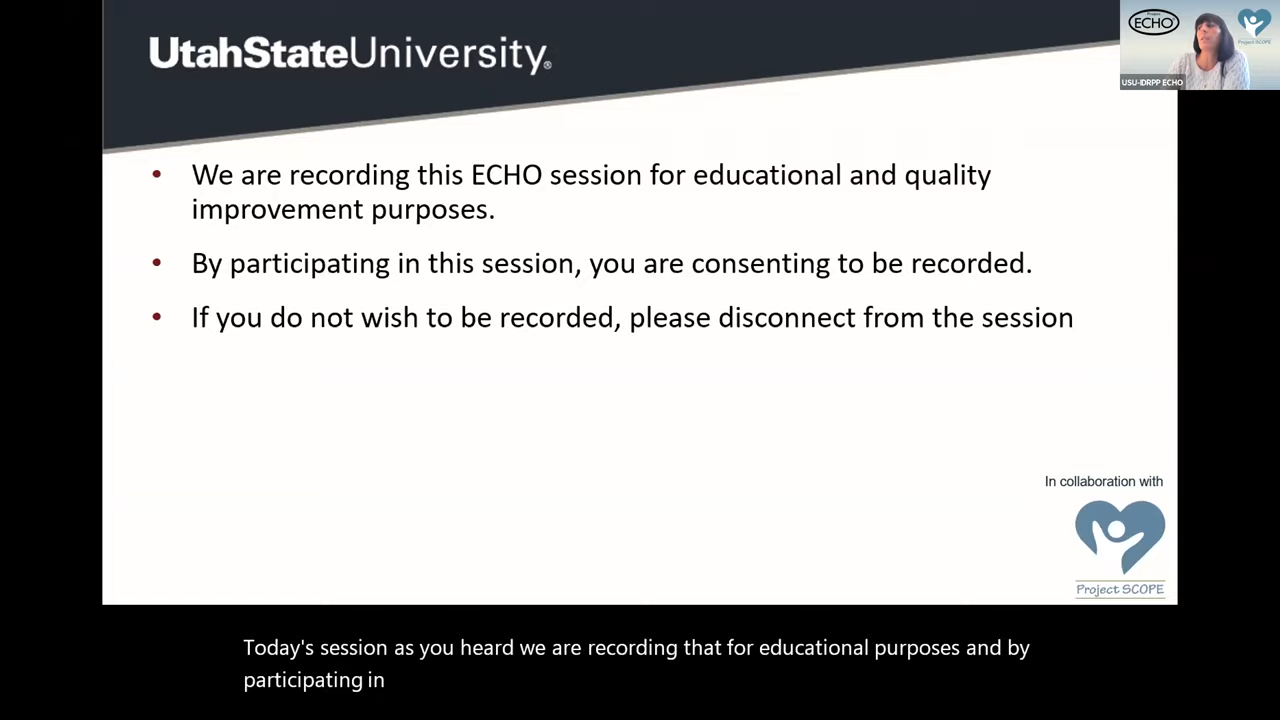 UtahStateUniversity®
Project
ECHO®
Project SCOPE
USU-IDRPP ECHO
• We are recording this ECHO session for educational and quality
improvement purposes.
• By participating in this session, you are consenting to be recorded.
• If you do not wish to be recorded, please disconnect from the session
In collaboration with
Project SCOPE
Today's session as you heard we are recording that for educational purposes and by
participating in